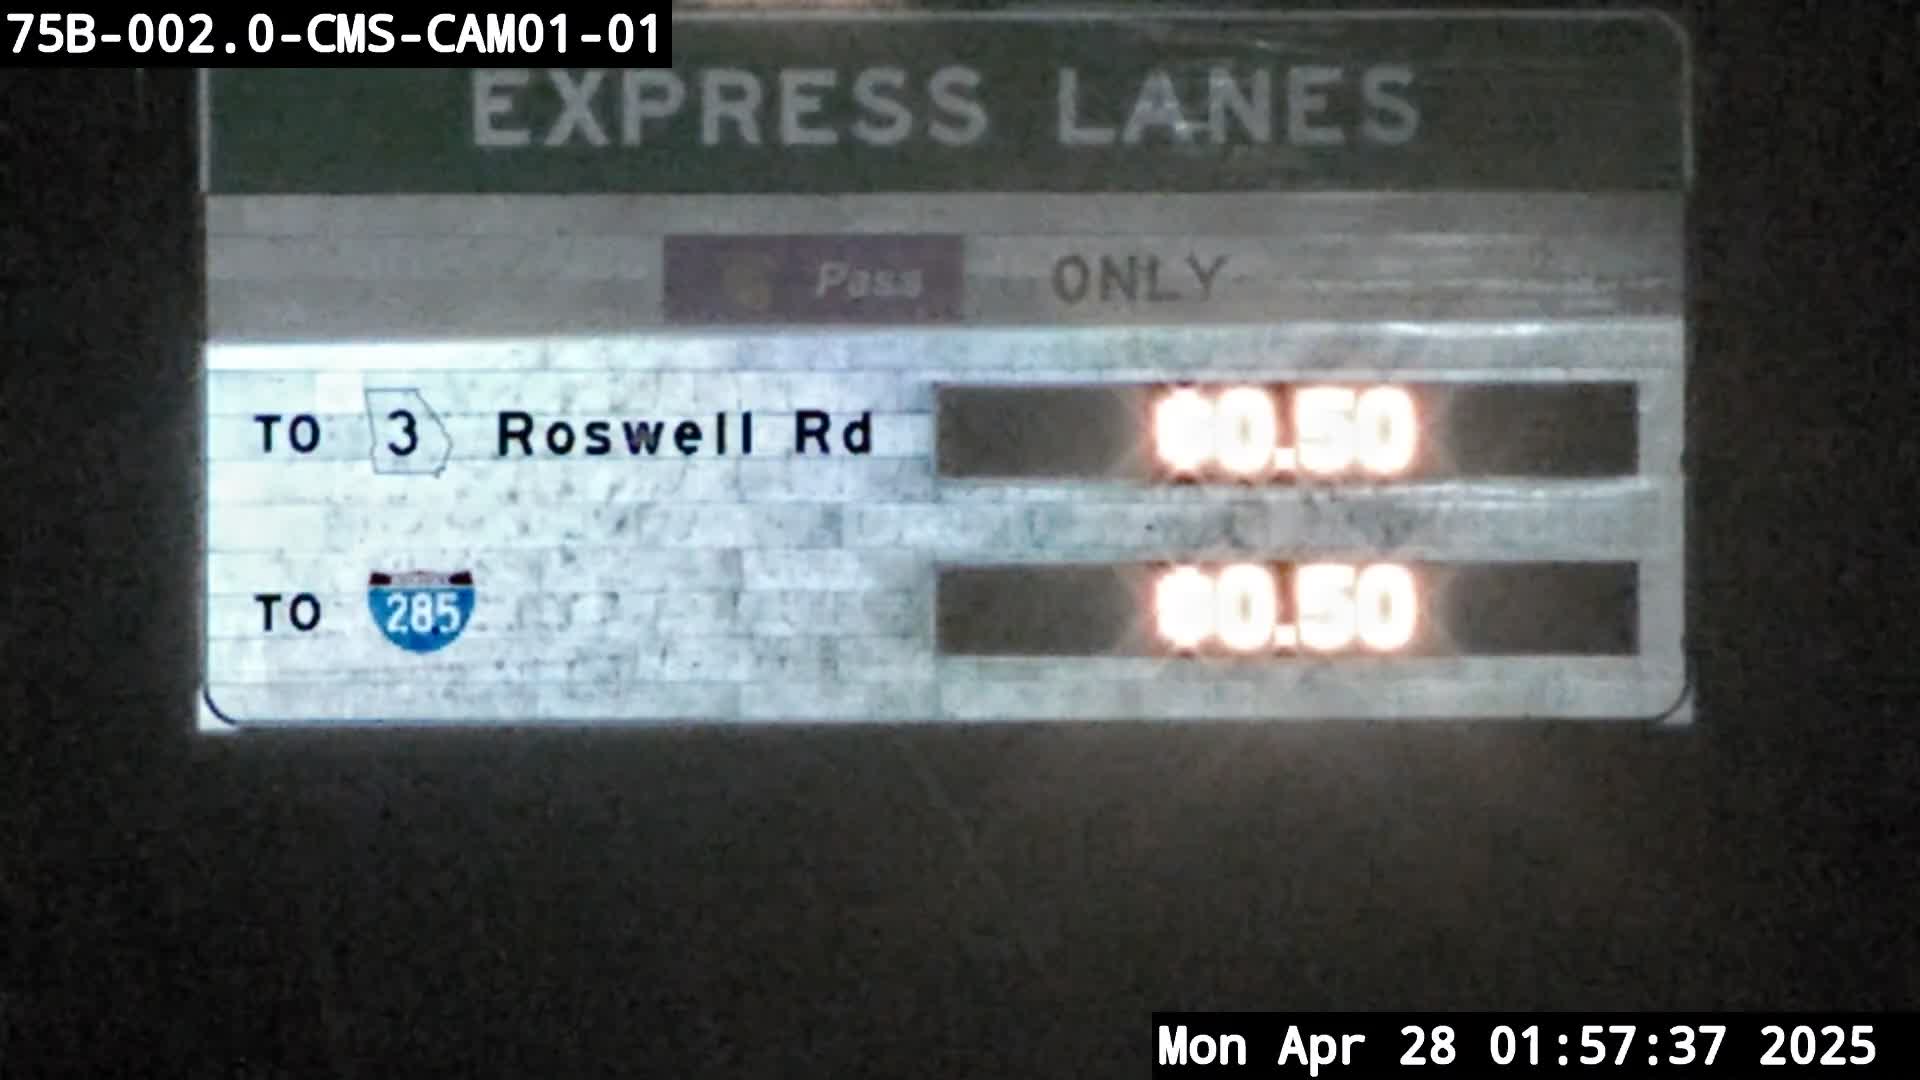 75B-002.0-CMS-CAM01-01
EXPRESS LANES
Pass ONLY
TO 3 Roswell Rd $0.50
TO 285 $0.50
Mon Apr 28 01:57:37 2025